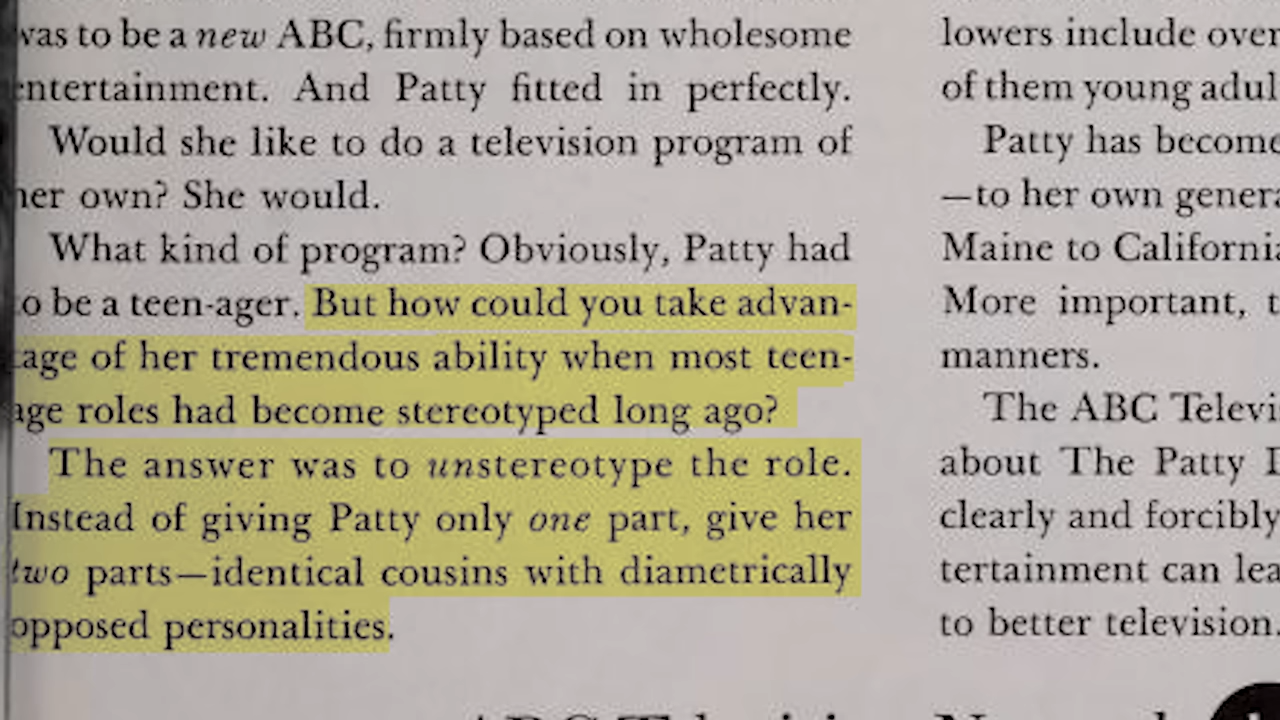 was to be a new ABC, firmly based on wholesome
entertainment. And Patty fitted in perfectly.
Would she like to do a television program of
her own? She would.
What kind of program? Obviously, Patty had
to be a teen-ager. But how could you take advan-
tage of her tremendous ability when most teen-
age roles had become stereotyped long ago?
The answer was to unstereotype the role.
Instead of giving Patty only one part, give her
two parts—identical cousins with diametrically
opposed personalities.
lowers include over
of them young adul
Patty has become
—to her own genera
Maine to California
More important, t
manners.
The ABC Televi
about The Patty D
clearly and forcibly
tertainment can lea
to better television.